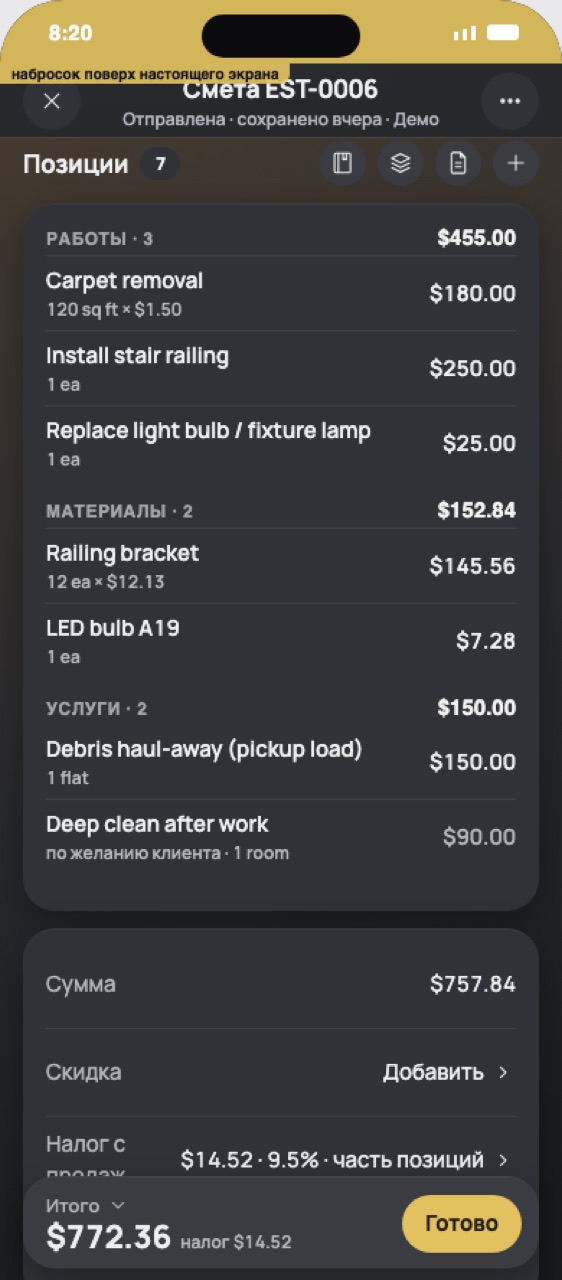 8:20
набросок поверх настоящего экрана
Смета EST-0006
Отправлена · сохранено вчера · Демо
Позиции 7
РАБОТЫ · 3 $455.00
Carpet removal $180.00
120 sq ft × $1.50
Install stair railing $250.00
1 ea
Replace light bulb / fixture lamp $25.00
1 ea
МАТЕРИАЛЫ · 2 $152.84
Railing bracket $145.56
12 ea × $12.13
LED bulb A19 $7.28
1 ea
УСЛУГИ · 2 $150.00
Debris haul-away (pickup load) $150.00
1 flat
Deep clean after work $90.00
по желанию клиента · 1 room
Сумма $757.84
Скидка Добавить
Налог с $14.52 · 9.5% · часть позиций
продаж
Итого
$772.36 налог $14.52
Готово